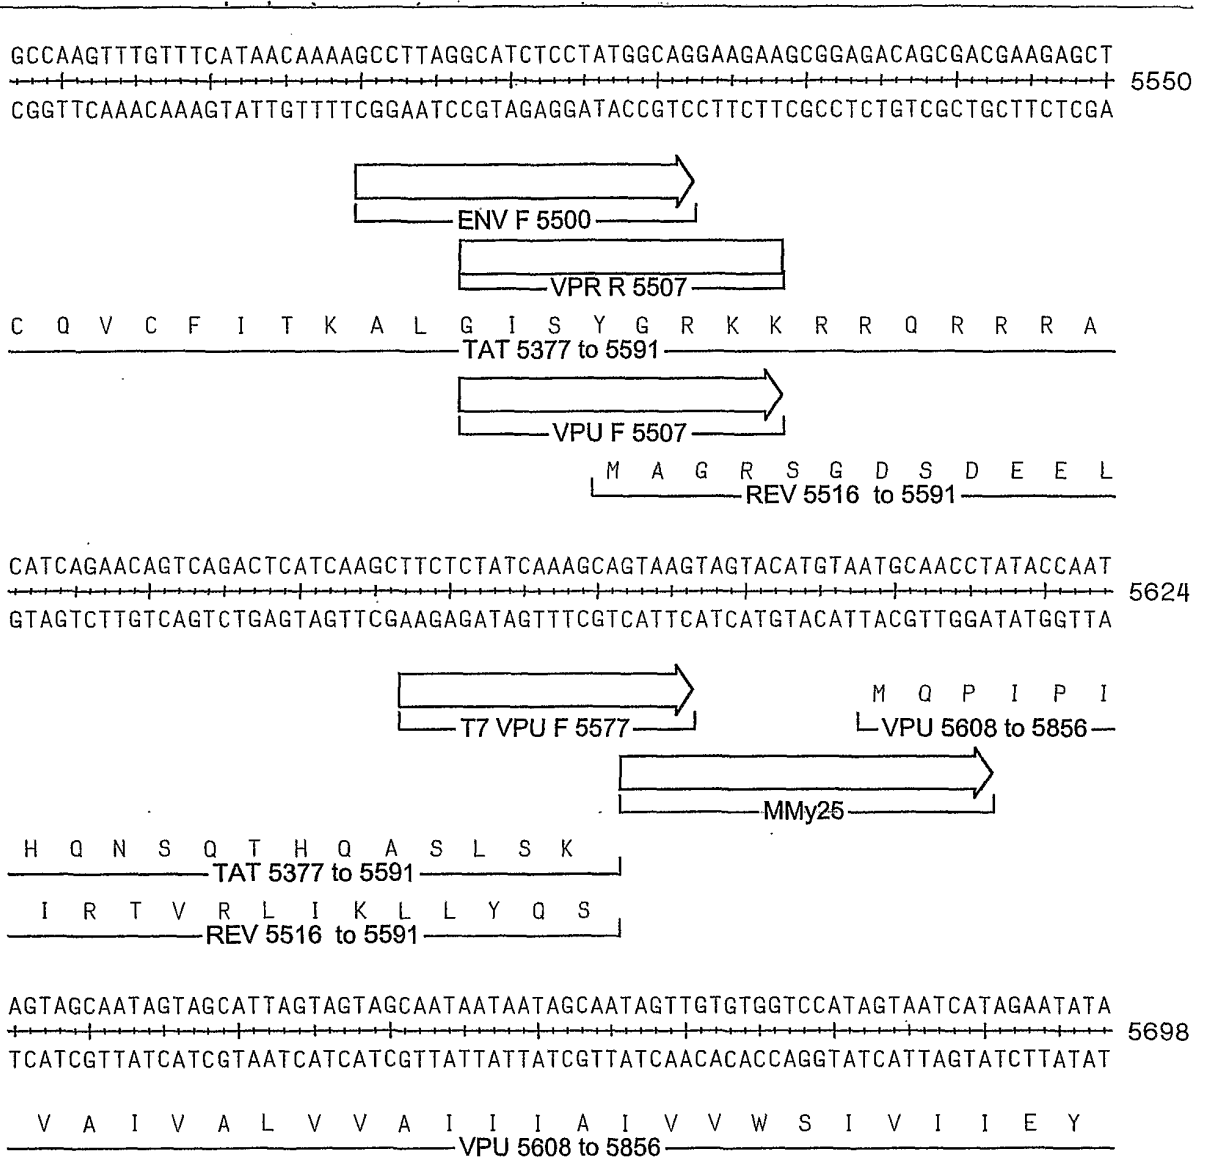 GCCAAGTTTGTTTCATAACAAAAGCCTTAGGCATCTCCTATGGCAGGAAGAAGCGGAGACAGCGACGAAGAGCT
5550
CGGTTCAAACAAAGTATTGTTTTCGGAATCCGTAGAGGATACCGTCCTTCTTCGCCTCTGTCGCTGCTTCTCGA
ENV F 5500
VPR R 5507
C Q V C F I T K A L G I S Y G R K K R R Q R R R A
TAT 5377 to 5591
VPU F 5507
M A G R S G D S D E E L
REV 5516 to 5591
CATCAGAACAGTCAGACTCATCAAGCTTCTCTATCAAAGCAGTAAGTAGTACATGTAATGCAACCTATACCAAT
5624
GTAGTCTTGTCAGTCTGAGTAGTTCGAAGAGATAGTTTCGTCATTCATCATGTACATTACGTTGGATATGGTTA
T7 VPU F 5577
M Q P I P I
VPU 5608 to 5856
MMy25
H Q N S Q T H Q A S L S K
TAT 5377 to 5591
I R T V R L I K L L Y Q S
REV 5516 to 5591
AGTAGCAATAGTAGCATTAGTAGTAGCAATAATAATAGCAATAGTTGTGTGGTCCATAGTAATCATAGAATATA
5698
TCATCGTTATCATCGTAATCATCATCGTTATTATTATCGTTATCAACACACCAGGTATCATTAGTATCTTATAT
V A I V A L V V A I I I A I V V W S I V I I E Y
VPU 5608 to 5856